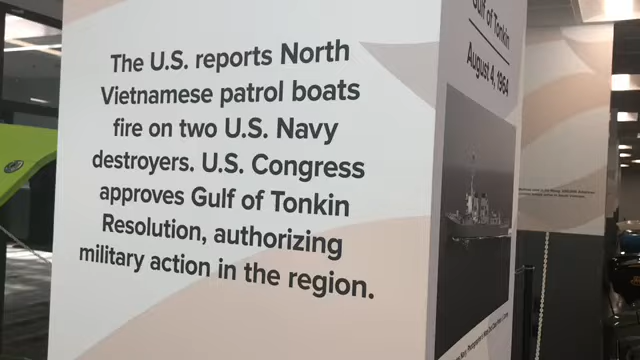 The U.S. reports North
Vietnamese patrol boats
fire on two U.S. Navy
destroyers. U.S. Congress
approves Gulf of Tonkin
Resolution, authorizing
military action in the region.
Gulf of Tonkin
August 4, 1964